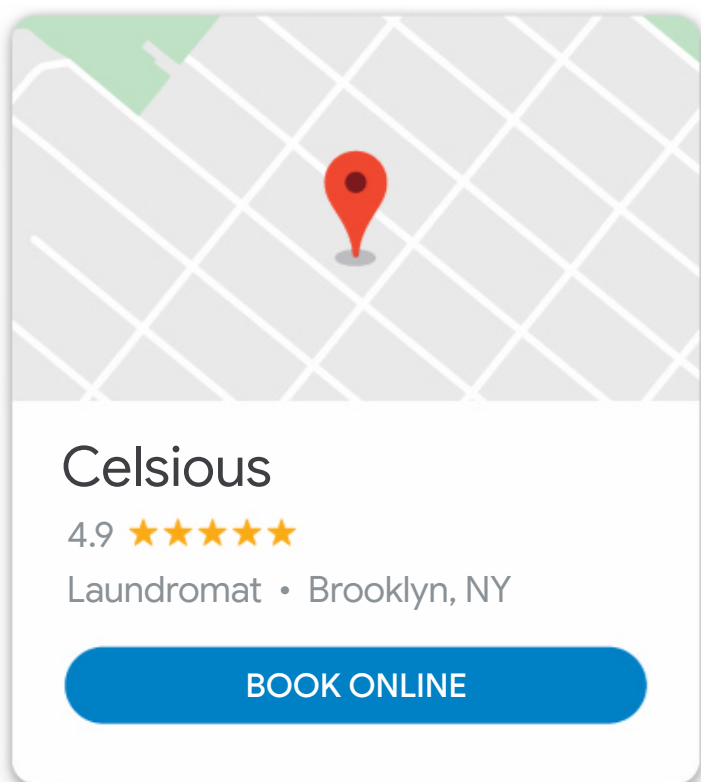 Celsious
4.9 ★★★★★
Laundromat • Brooklyn, NY
BOOK ONLINE